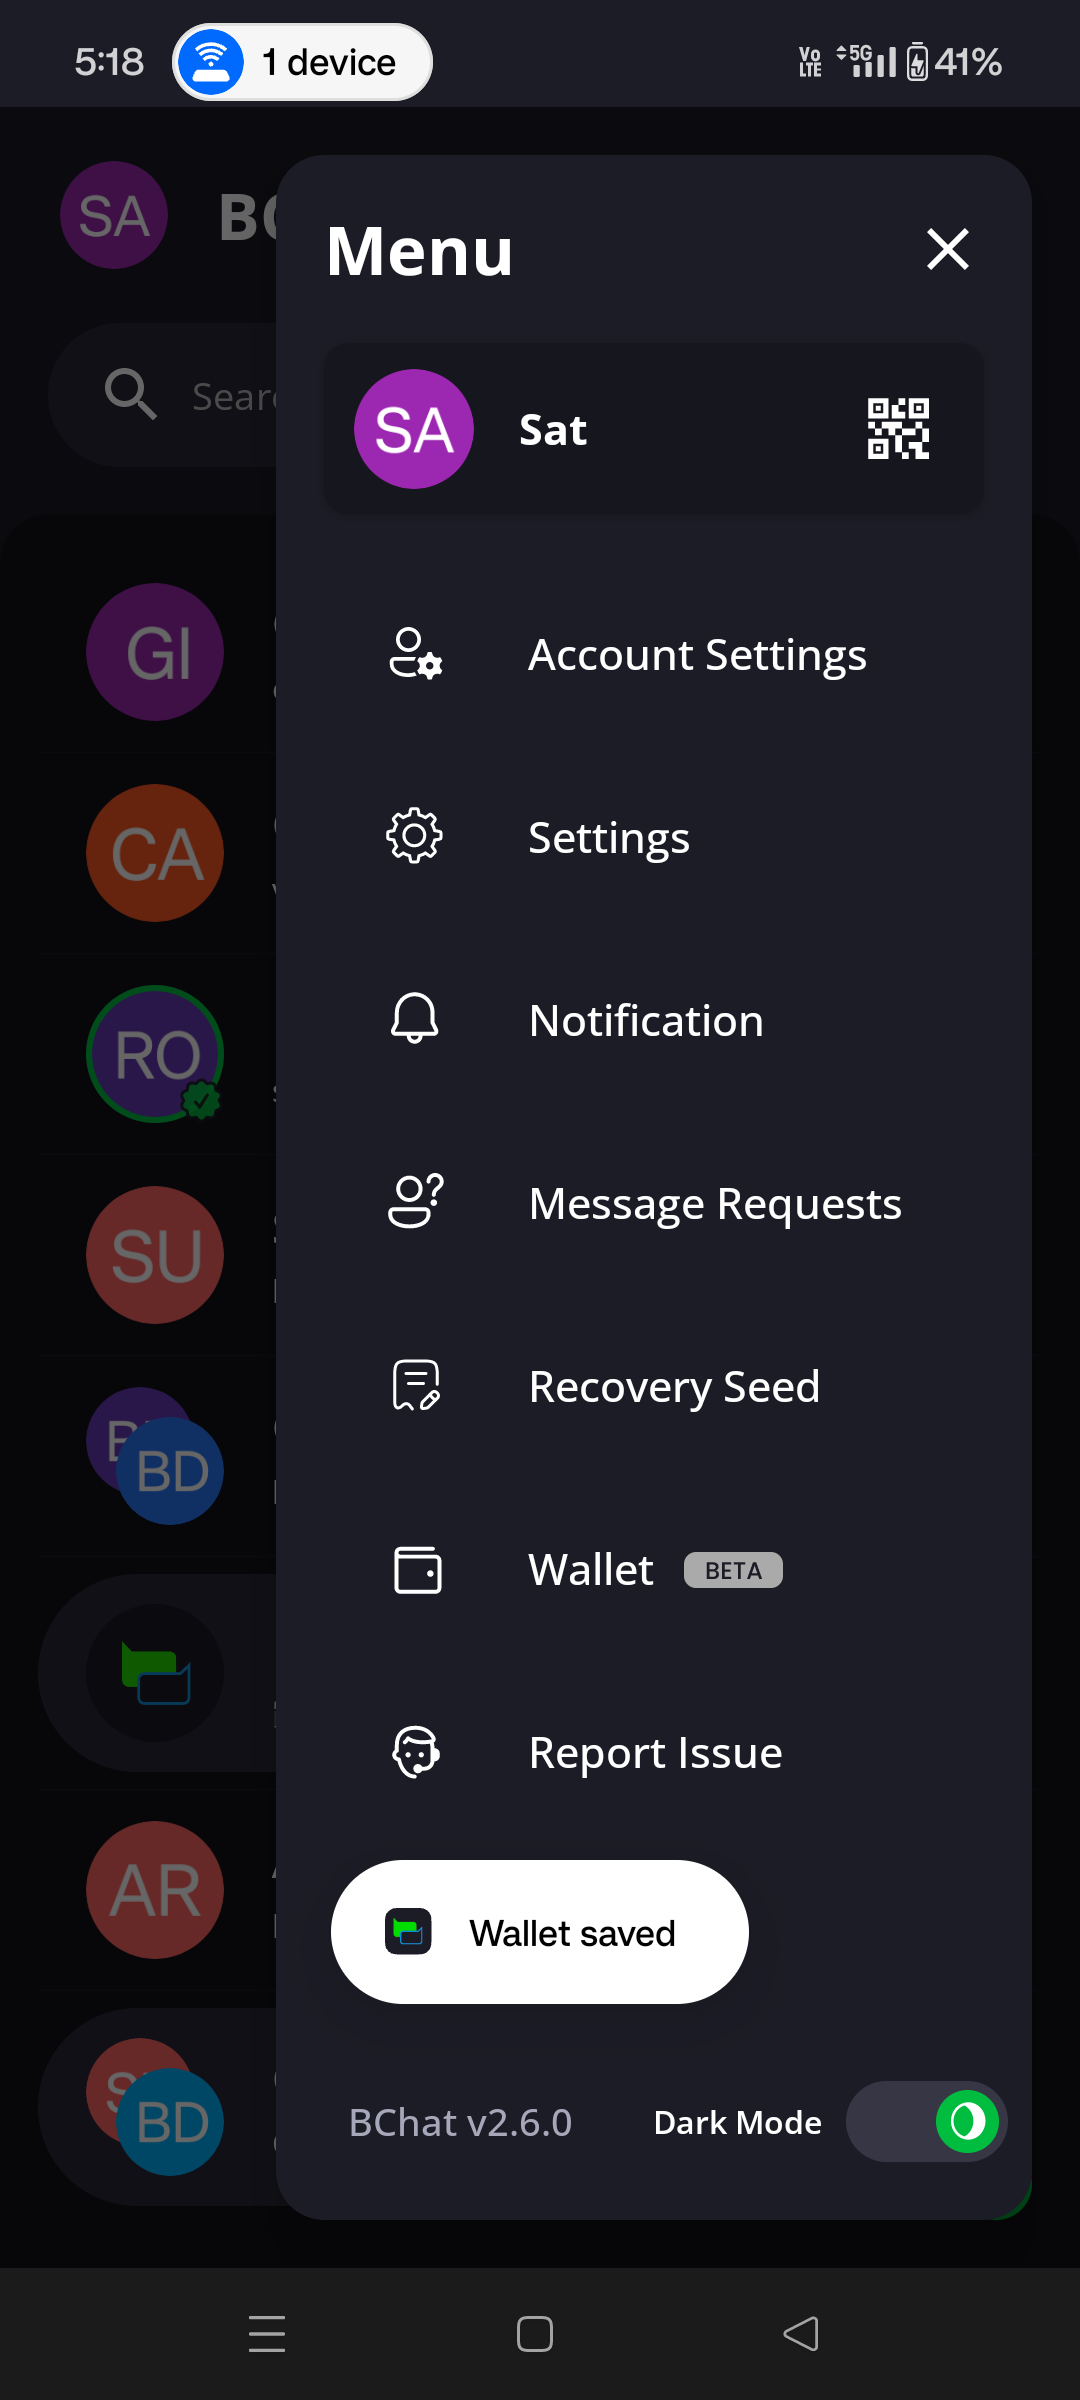 5:18
1 device
Vo LTE
5G
41%
SA
Menu
SA
Sat
GI
Account Settings
CA
Settings
RO
Notification
SU
Message Requests
BD
Recovery Seed
Wallet
BETA
Report Issue
AR
Wallet saved
BD
BChat v2.6.0
Dark Mode